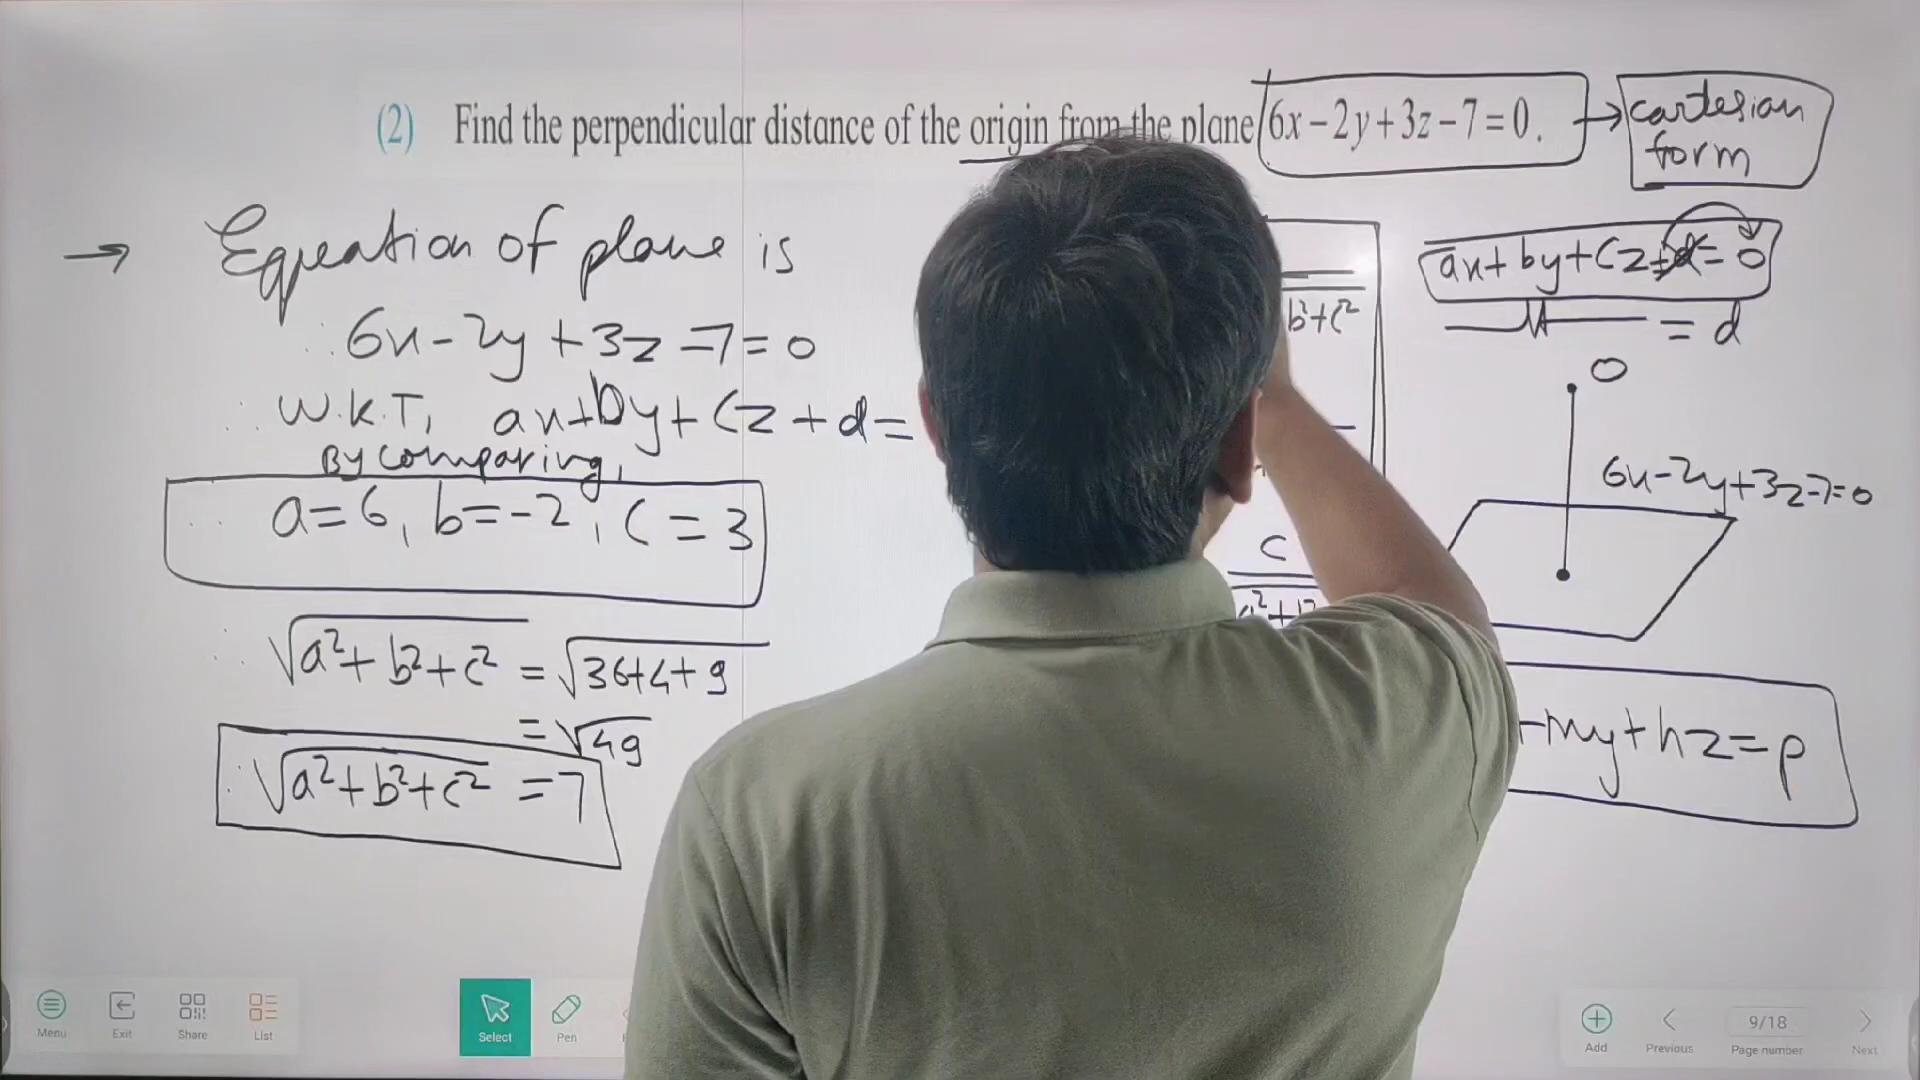 (2) Find the perpendicular distance of the origin from the plane 6x − 2y + 3z − 7 = 0.
→ cartesian
form
→ Equation of plane is
∴ 6x - 2y + 3z - 7 = 0
∴ W.K.T, ax + by + cz + d =
By comparing,
∴ a = 6, b = -2, c = 3
∴ √a² + b² + c² = √36 + 4 + 9
= √49
∴ √a² + b² + c² = 7
b² + c²
c
a² + b
ax + by + cz + d = 0
= d
O
6x - 2y + 3z - 7 = 0
+ my + nz = p
Menu
Exit
Share
List
Select
Pen
Add
Previous
9/18
Page number
Next